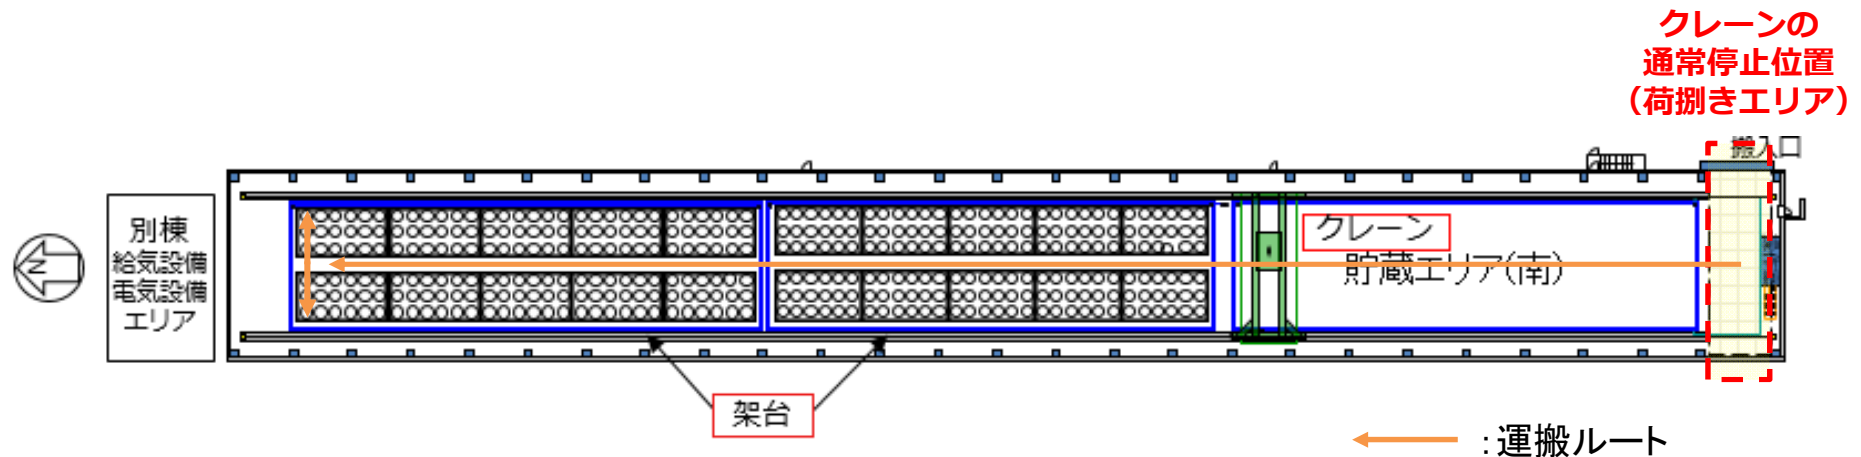 クレーンの
通常停止位置
（荷捌きエリア）
搬入口
別棟
給気設備
電気設備
エリア
N
クレーン
貯蔵エリア(南)
架台
：運搬ルート